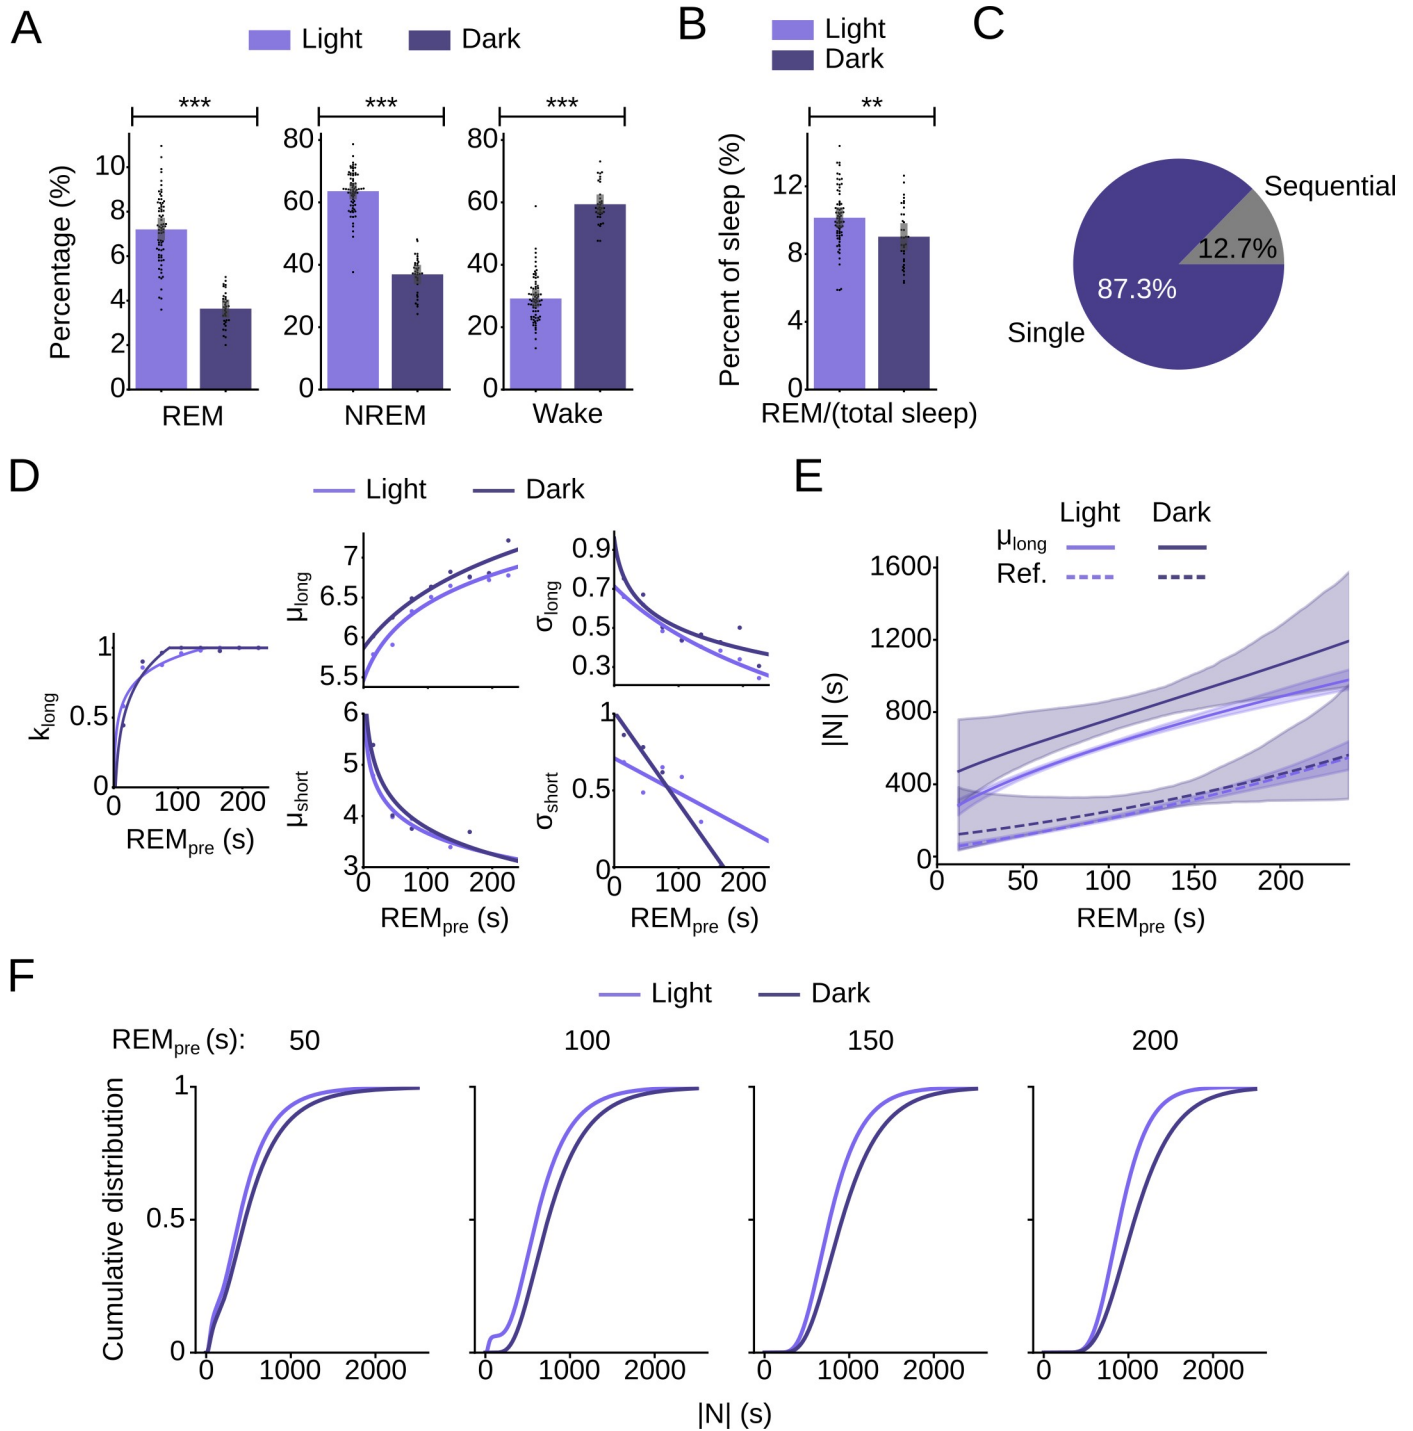 A
Light Dark
B
Light
Dark
C
*** *** *** **
Percentage (%)
10
8
6
4
2
0
REM
80
60
40
20
0
NREM
80
60
40
20
0
Wake
Percent of sleep (%)
12
8
4
0
REM/(total sleep)
Sequential
12.7%
87.3%
Single
D
Light Dark
klong
1
0.5
0
0 100 200
REMpre (s)
μlong
7
6.5
6
5.5
σlong
0.9
0.7
0.5
0.3
μshort
6
5
4
3
0 100 200
REMpre (s)
σshort
1
0.5
0
0 100 200
REMpre (s)
E
Light Dark
μlong
Ref.
|N| (s)
1600
1200
800
400
0
0 50 100 150 200
REMpre (s)
F
Light Dark
REMpre (s): 50 100 150 200
Cumulative distribution
1
0.5
0
0 1000 2000 0 1000 2000 0 1000 2000 0 1000 2000
|N| (s)